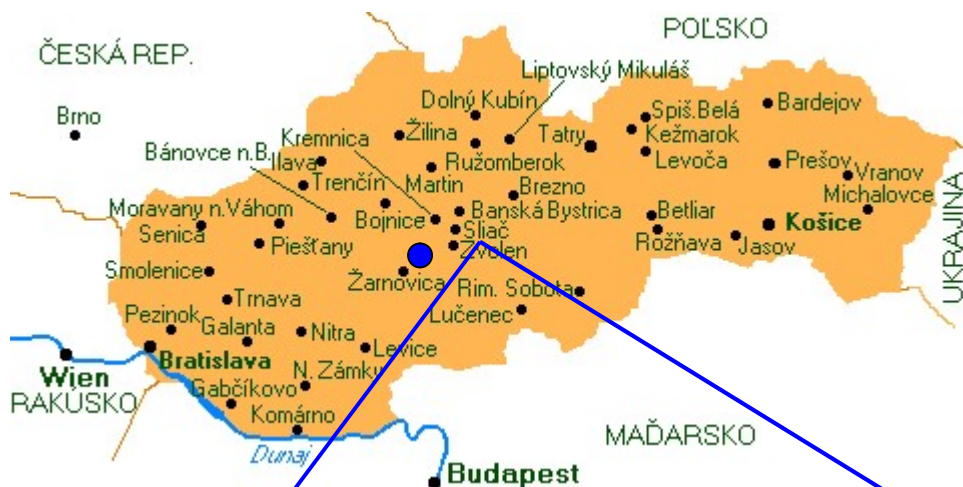 POĽSKO
ČESKÁ REP.
Liptovský Mikuláš
Dolný Kubín
Spiš.Belá
Bardejov
Brno
Kremnica
Žilina
Tatry
Kežmarok
Bánovce n.B.
Ilava
Ružomberok
Levoča
Prešov
Trenčín
Martin
Brezno
Vranov
Michalovce
Moravany n.Váhom
Bojnice
Banská Bystrica
Betliar
Košice
Senica
Piešťany
Sliač
Zvolen
Rožňava
Jasov
UKRAJINA
Smolenice
Žarnovica
Rim. Sobota
Trnava
Lučenec
Pezinok
Galanta
Nitra
Levice
Bratislava
Wien
N. Zámky
RAKÚSKO
Gabčíkovo
Komárno
MAĎARSKO
Dunaj
Budapest